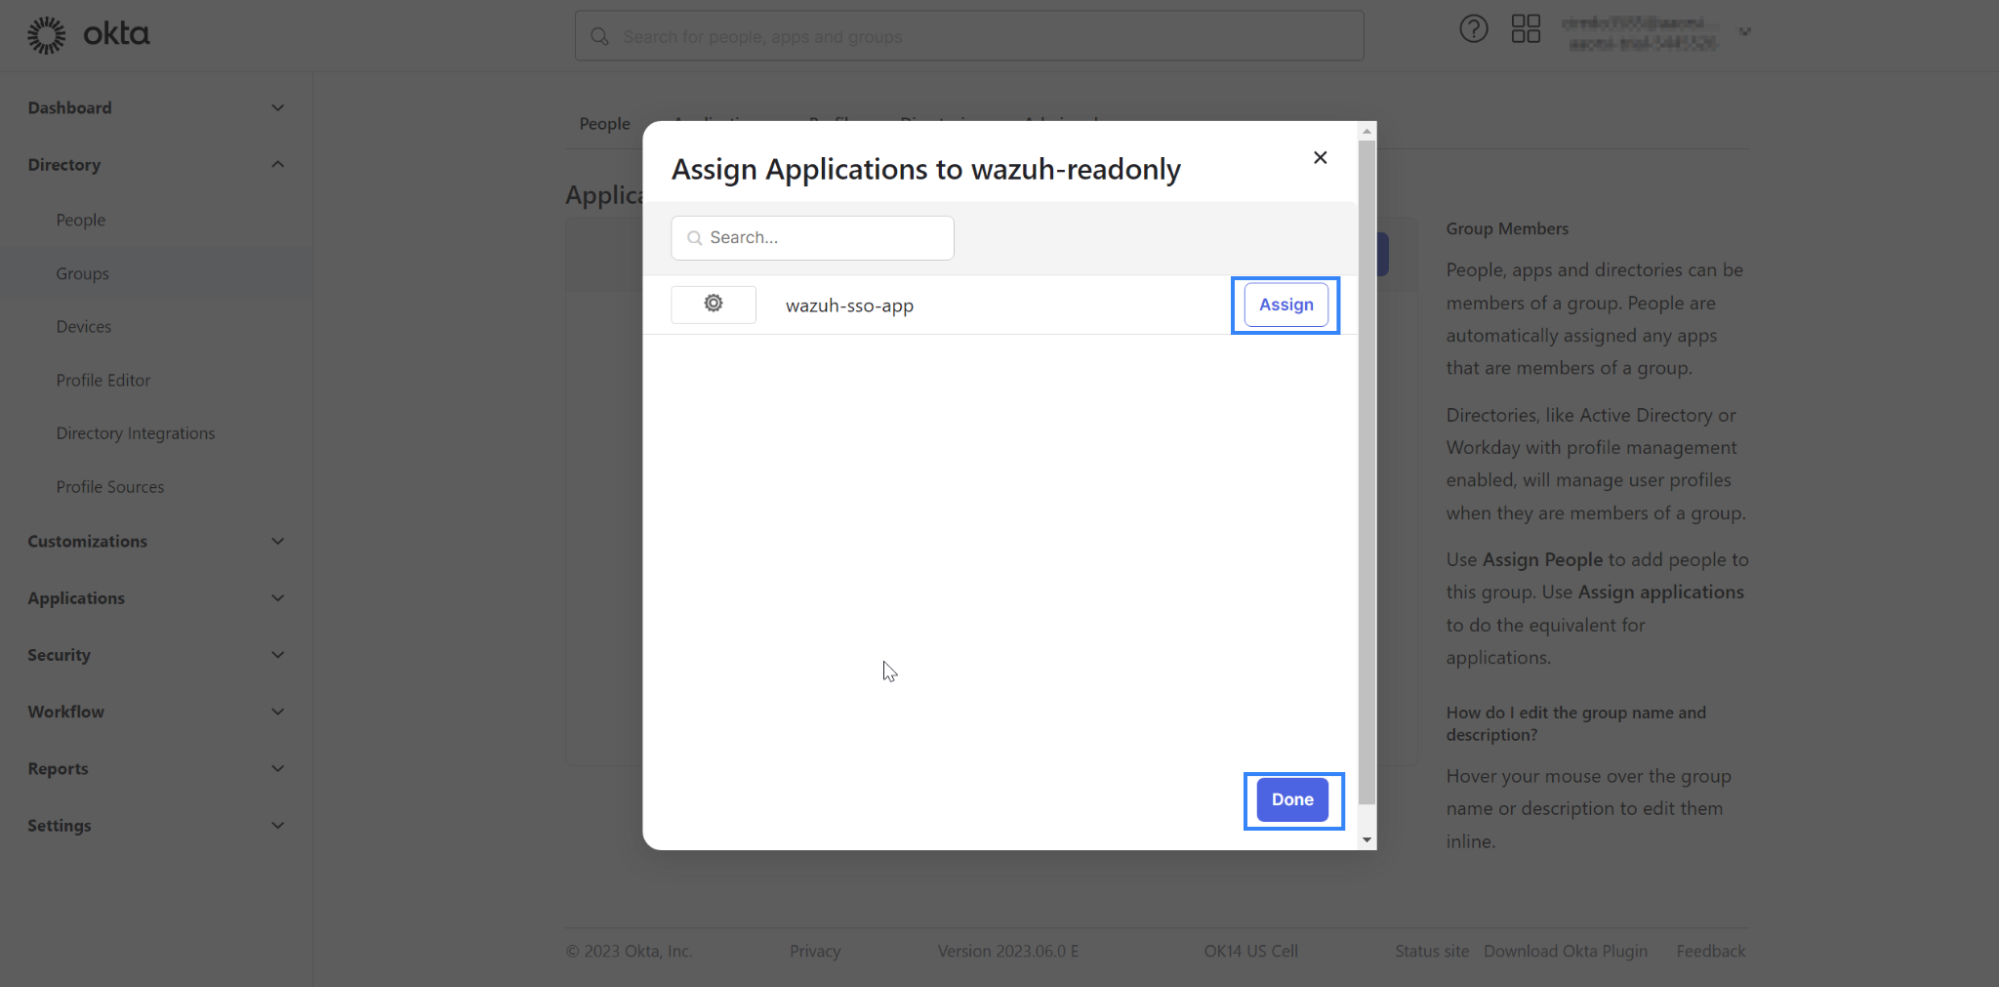 okta
Search for people, apps and groups
Dashboard
Directory
People
Groups
Devices
Profile Editor
Directory Integrations
Profile Sources
Customizations
Applications
Security
Workflow
Reports
Settings
People
Assign Applications to wazuh-readonly
Search...
wazuh-sso-app
Assign
Done
Group Members
People, apps and directories can be
members of a group. People are
automatically assigned any apps
that are members of a group.
Directories, like Active Directory or
Workday with profile management
enabled, will manage user profiles
when they are members of a group.
Use Assign People to add people to
this group. Use Assign applications
to do the equivalent for
applications.
How do I edit the group name and
description?
Hover your mouse over the group
name or description to edit them
inline.
© 2023 Okta, Inc.
Privacy
Version 2023.06.0 E
OK14 US Cell
Status site
Download Okta Plugin
Feedback